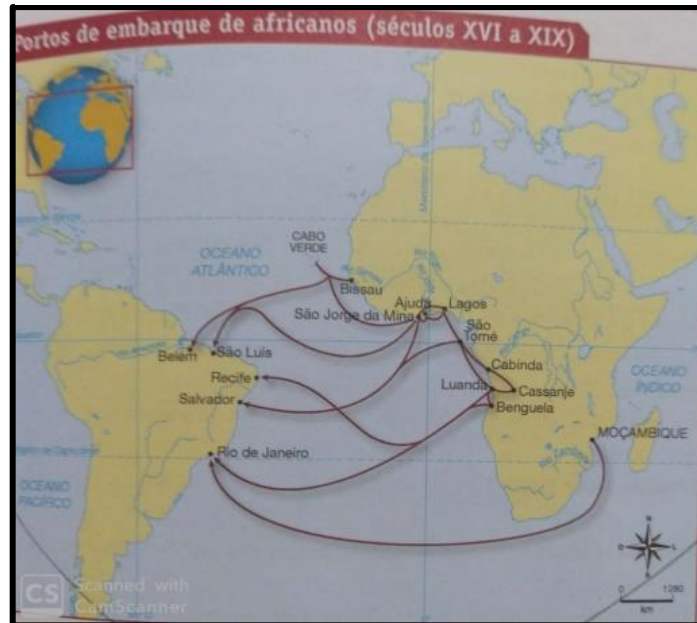 Portos de embarque de africanos (séculos XVI a XIX)
OCEANO
ATLÂNTICO
CABO
VERDE
Bissau
Ajudá
Lagos
São Jorge da Mina
São
Tomé
Belém
São Luís
Recife
Salvador
Cabinda
Luanda
Cassanje
Benguela
OCEANO
ÍNDICO
MOÇAMBIQUE
Rio de Janeiro
OCEANO
PACÍFICO
N
L
S
0 1280
km
CS Scanned with
CamScanner